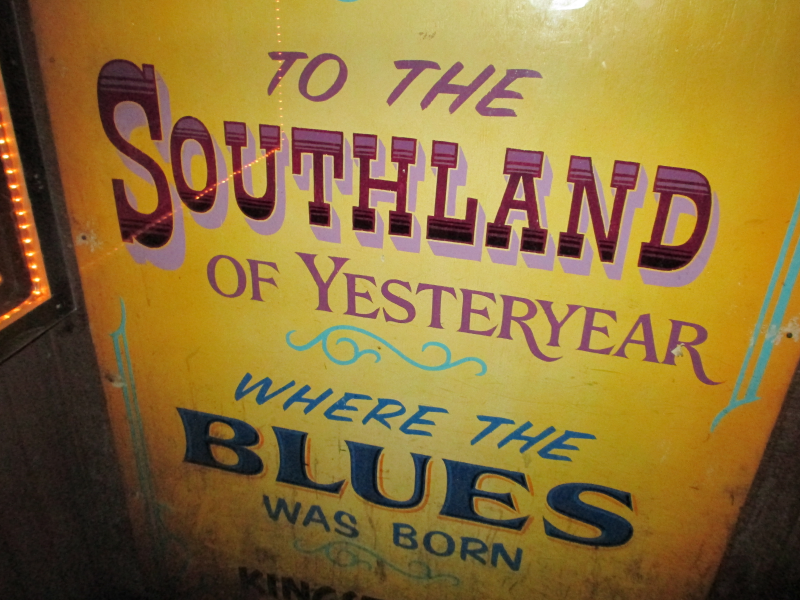 TO THE
SOUTHLAND
OF YESTERYEAR
WHERE THE
BLUES
WAS BORN